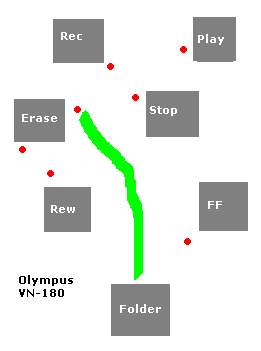 Rec
Play
Stop
Erase
Rew
FF
Olympus
VN-180
Folder